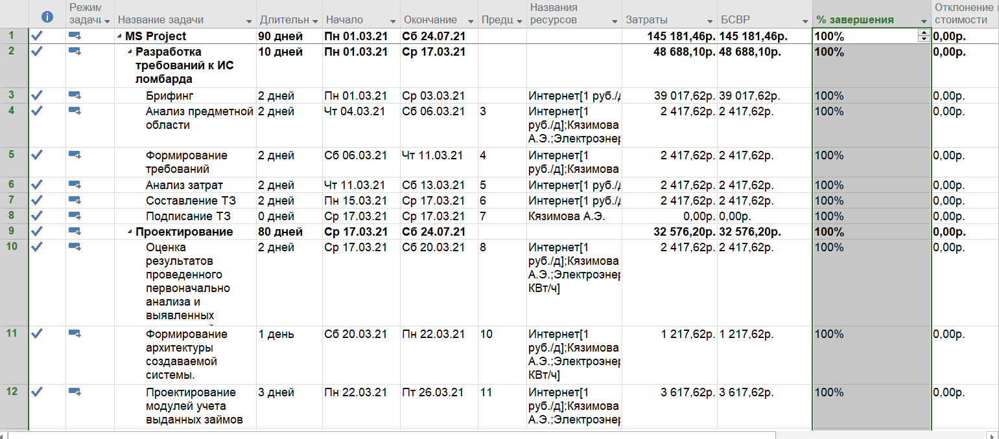 Режим задачи Название задачи Длительн Начало Окончание Предц Названия ресурсов Затраты БСВР % завершения Отклонение стоимости
1 MS Project 90 дней Пн 01.03.21 Сб 24.07.21 145 181,46р. 145 181,46р. 100% 0,00р.
2 Разработка 10 дней Пн 01.03.21 Ср 17.03.21 48 688,10р. 48 688,10р. 100% 0,00р.
требований к ИС
ломбарда
3 Брифинг 2 дней Пн 01.03.21 Ср 03.03.21 Интернет[1 руб./д 39 017,62р. 39 017,62р. 100% 0,00р.
4 Анализ предметной 2 дней Чт 04.03.21 Сб 06.03.21 3 Интернет[1 2 417,62р. 2 417,62р. 100% 0,00р.
области руб./д];Кязимова
А.Э.;Электроэнер
5 Формирование 2 дней Сб 06.03.21 Чт 11.03.21 4 Интернет[1 2 417,62р. 2 417,62р. 100% 0,00р.
требований руб./д];Кязимова
6 Анализ затрат 2 дней Чт 11.03.21 Сб 13.03.21 5 Интернет[1 руб./д 2 417,62р. 2 417,62р. 100% 0,00р.
7 Составление ТЗ 2 дней Пн 15.03.21 Ср 17.03.21 6 Интернет[1 руб./д 2 417,62р. 2 417,62р. 100% 0,00р.
8 Подписание ТЗ 0 дней Ср 17.03.21 Ср 17.03.21 7 Кязимова А.Э. 0,00р. 0,00р. 100% 0,00р.
9 Проектирование 80 дней Ср 17.03.21 Сб 24.07.21 32 576,20р. 32 576,20р. 100% 0,00р.
10 Оценка 2 дней Ср 17.03.21 Сб 20.03.21 8 Интернет[1 2 417,62р. 2 417,62р. 100% 0,00р.
результатов руб./д];Кязимова
проведенного А.Э.;Электроэнер
первоначально КВт/ч]
анализа и
выявленных
11 Формирование 1 день Сб 20.03.21 Пн 22.03.21 10 Интернет[1 1 217,62р. 1 217,62р. 100% 0,00р.
архитектуры руб./д];Кязимова
создаваемой А.Э.;Электроэнер
системы. КВт/ч]
12 Проектирование 3 дней Пн 22.03.21 Пт 26.03.21 11 Интернет[1 3 617,62р. 3 617,62р. 100% 0,00р.
модулей учета руб./д];Кязимова
выданных займов А.Э.;Электроэнер